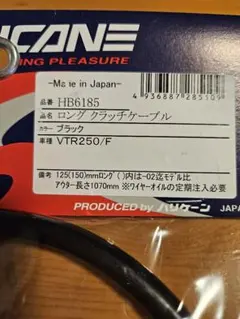 ICANE
ING PLEASURE
-Made in Japan-
4936887285109
品番 HB6185
品名 ロング クラッチケーブル
カラー ブラック
車種 VTR250/F
備考 125(150)mmロング ( )内は-02迄モデル比
アウター長さ1070mm ※ワイヤーオイルの定期注入必要
PRODUCED by ハリケーン